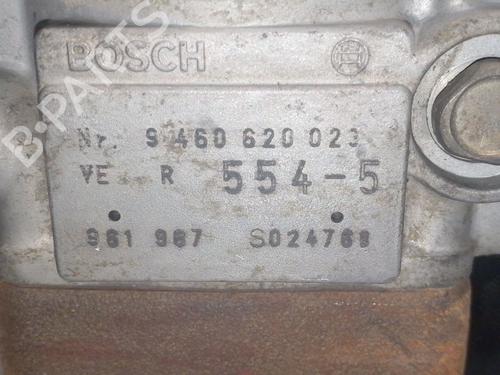 BOSCH
Nr. 9 460 620 023
VE R 554-5
961 967 S024768
B-PARTS